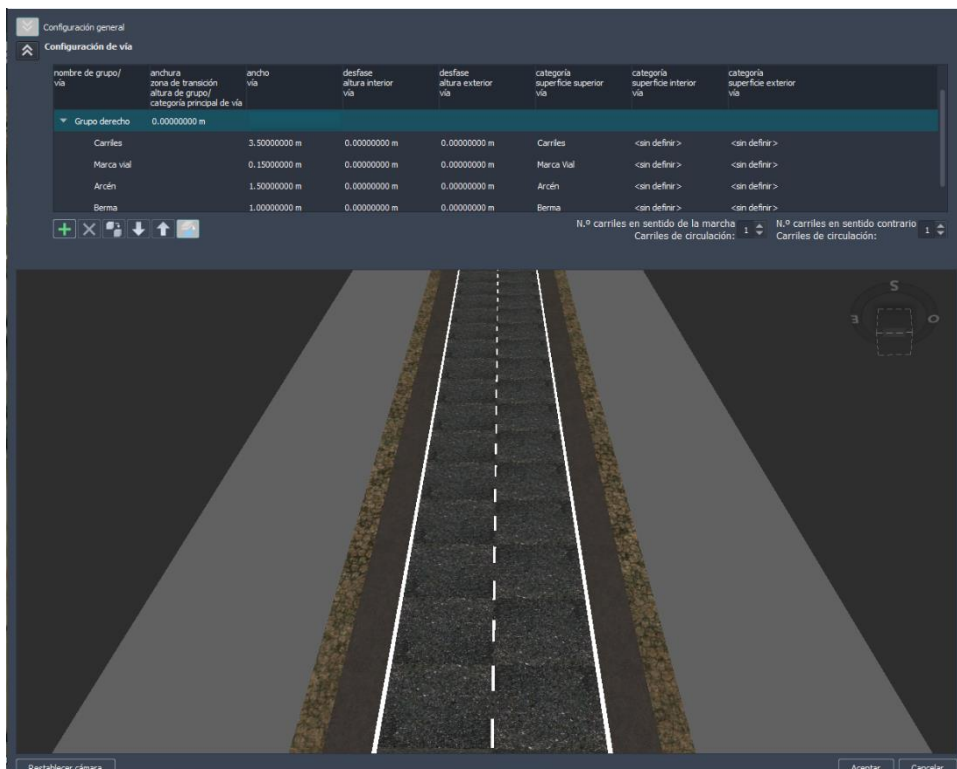 Configuración general
Configuración de vía
nombre de grupo/
vía
anchura
zona de transición
altura de grupo/
categoría principal de vía
ancho
vía
desfase
altura interior
vía
desfase
altura exterior
vía
categoría
superficie superior
vía
categoría
superficie interior
vía
categoría
superficie exterior
vía
Grupo derecho 0.00000000 m
Carriles 3.50000000 m 0.00000000 m 0.00000000 m Carriles <sin definir> <sin definir>
Marca vial 0.15000000 m 0.00000000 m 0.00000000 m Marca Vial <sin definir> <sin definir>
Arcén 1.50000000 m 0.00000000 m 0.00000000 m Arcén <sin definir> <sin definir>
Berma 1.00000000 m 0.00000000 m 0.00000000 m Berma <sin definir> <sin definir>
N.º carriles en sentido de la marcha
Carriles de circulación: 1
N.º carriles en sentido contrario
Carriles de circulación: 1
S
E O
Restablecer cámara Aceptar Cancelar